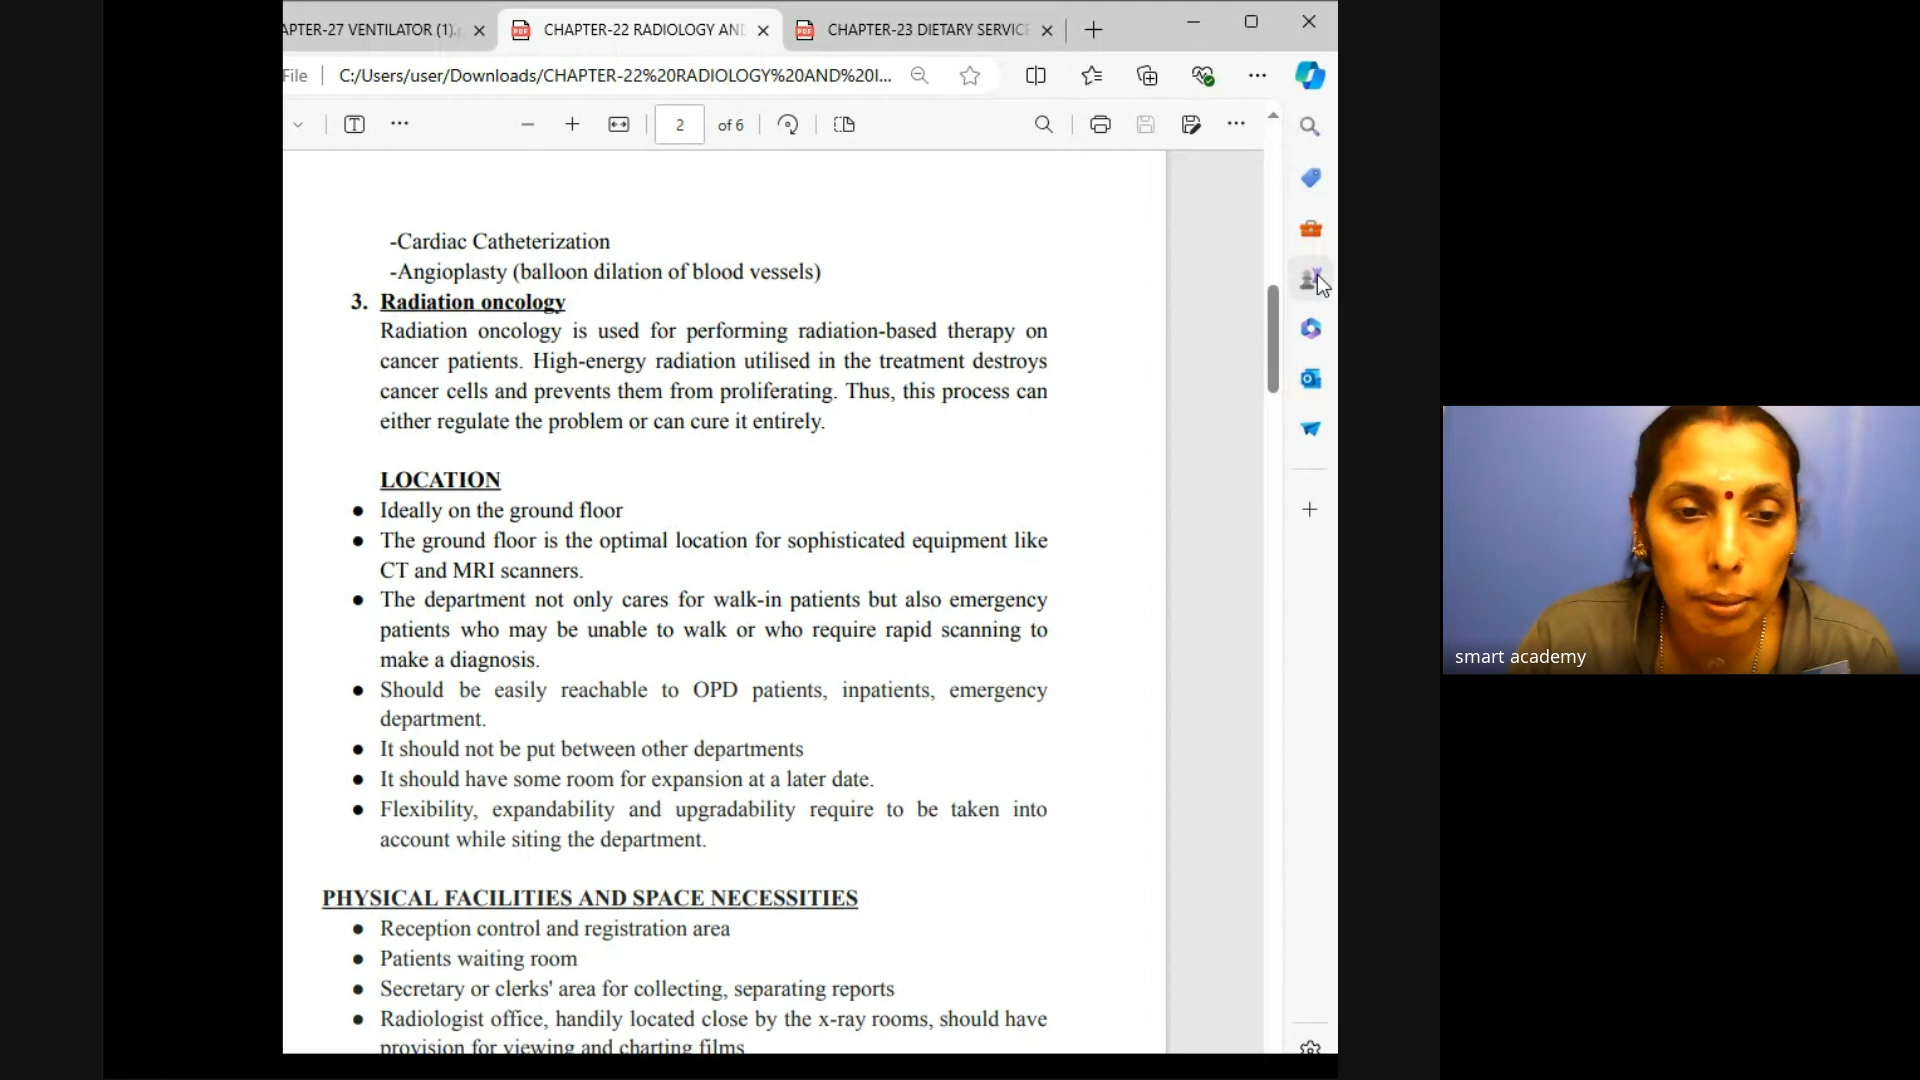 APTER-27 VENTILATOR (1).
CHAPTER-22 RADIOLOGY AND
CHAPTER-23 DIETARY SERVICE
File
C:/Users/user/Downloads/CHAPTER-22%20RADIOLOGY%20AND%20I...
2 of 6
-Cardiac Catheterization
-Angioplasty (balloon dilation of blood vessels)
3. Radiation oncology
Radiation oncology is used for performing radiation-based therapy on
cancer patients. High-energy radiation utilised in the treatment destroys
cancer cells and prevents them from proliferating. Thus, this process can
either regulate the problem or can cure it entirely.
LOCATION
● Ideally on the ground floor
● The ground floor is the optimal location for sophisticated equipment like
CT and MRI scanners.
● The department not only cares for walk-in patients but also emergency
patients who may be unable to walk or who require rapid scanning to
make a diagnosis.
● Should be easily reachable to OPD patients, inpatients, emergency
department.
● It should not be put between other departments
● It should have some room for expansion at a later date.
● Flexibility, expandability and upgradability require to be taken into
account while siting the department.
PHYSICAL FACILITIES AND SPACE NECESSITIES
● Reception control and registration area
● Patients waiting room
● Secretary or clerks' area for collecting, separating reports
● Radiologist office, handily located close by the x-ray rooms, should have
provision for viewing and charting films
smart academy